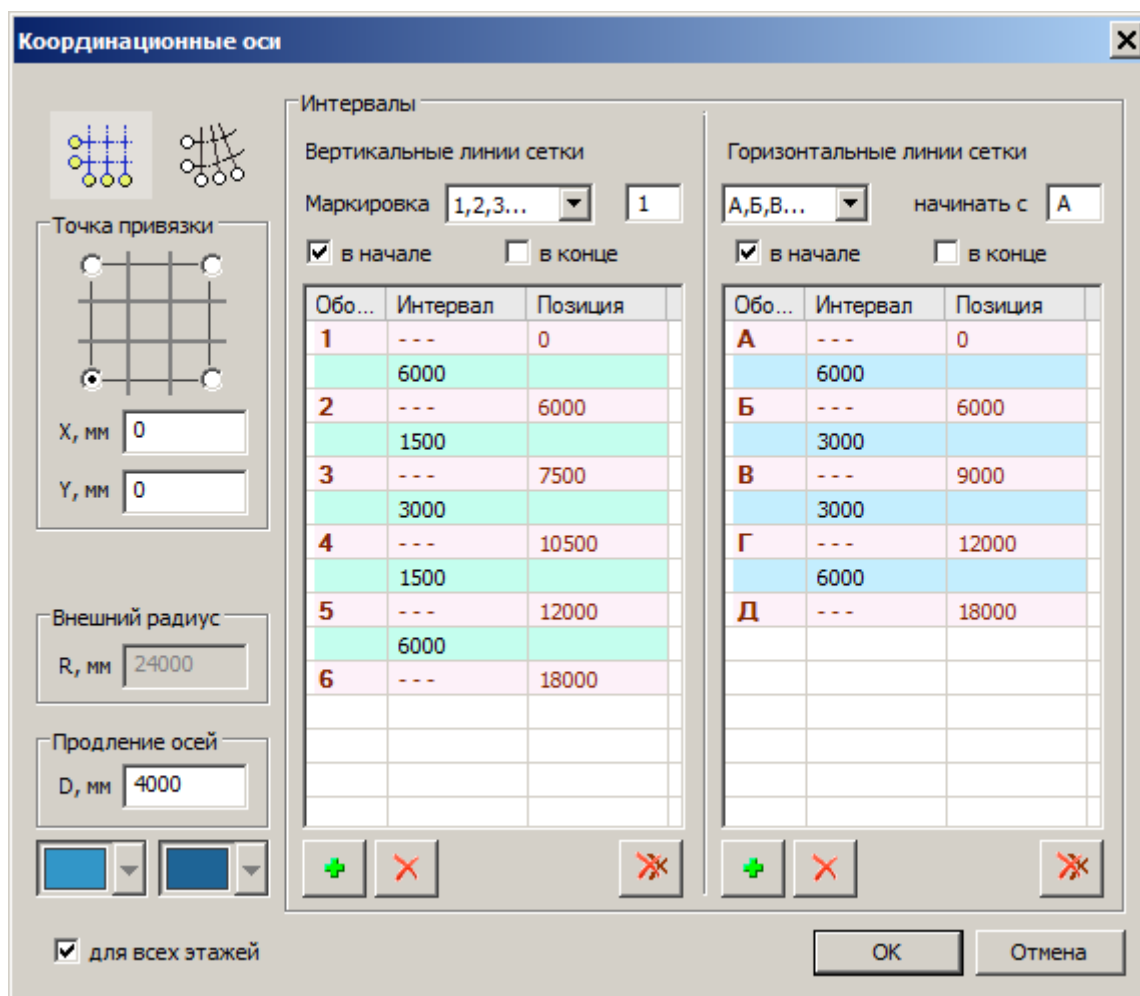 Координационные оси
Интервалы
Вертикальные линии сетки
Горизонтальные линии сетки
Маркировка 1,2,3... 1
А,Б,В... начинать с А
в начале в конце
в начале в конце
Точка привязки
X, мм 0
Y, мм 0
Внешний радиус
R, мм 24000
Продление осей
D, мм 4000
Обо... Интервал Позиция
1 - - - 0
6000
2 - - - 6000
1500
3 - - - 7500
3000
4 - - - 10500
1500
5 - - - 12000
6000
6 - - - 18000
Обо... Интервал Позиция
А - - - 0
6000
Б - - - 6000
3000
В - - - 9000
3000
Г - - - 12000
6000
Д - - - 18000
для всех этажей
OK Отмена